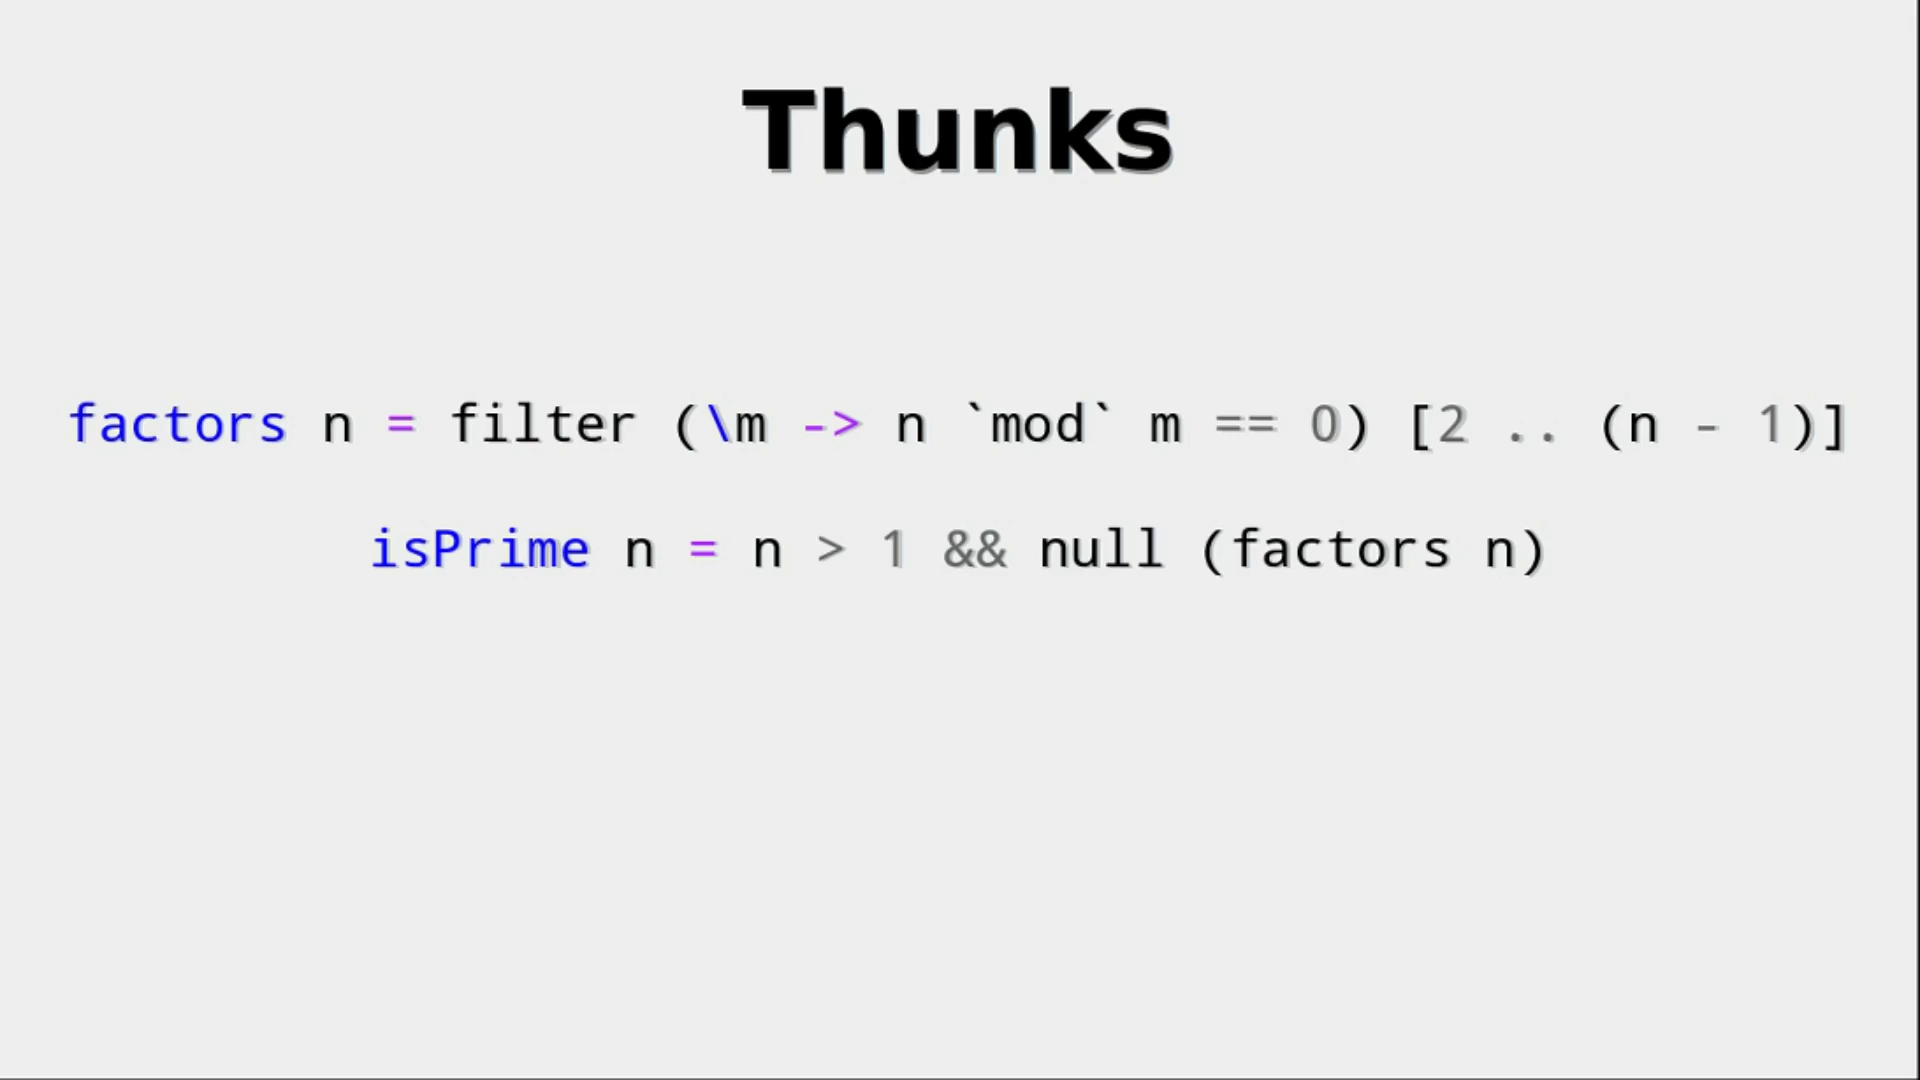 Thunks
factors n = filter (\m -> n `mod` m == 0) [2 .. (n - 1)]
isPrime n = n > 1 && null (factors n)